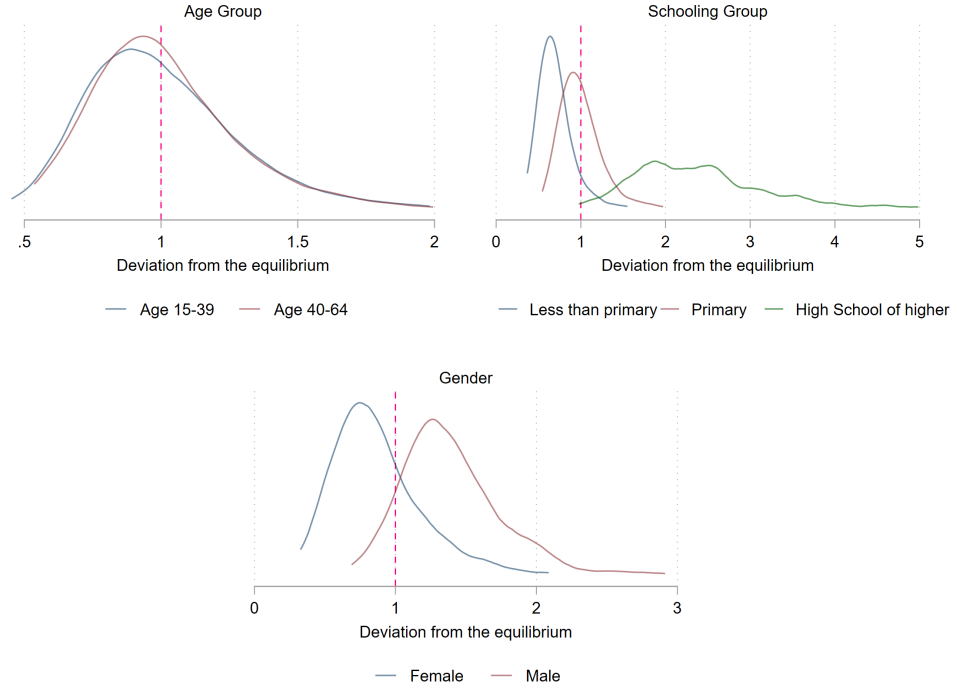 Age Group
.5 1 1.5 2
Deviation from the equilibrium
Age 15-39 Age 40-64
Schooling Group
0 1 2 3 4 5
Deviation from the equilibrium
Less than primary Primary High School of higher
Gender
0 1 2 3
Deviation from the equilibrium
Female Male